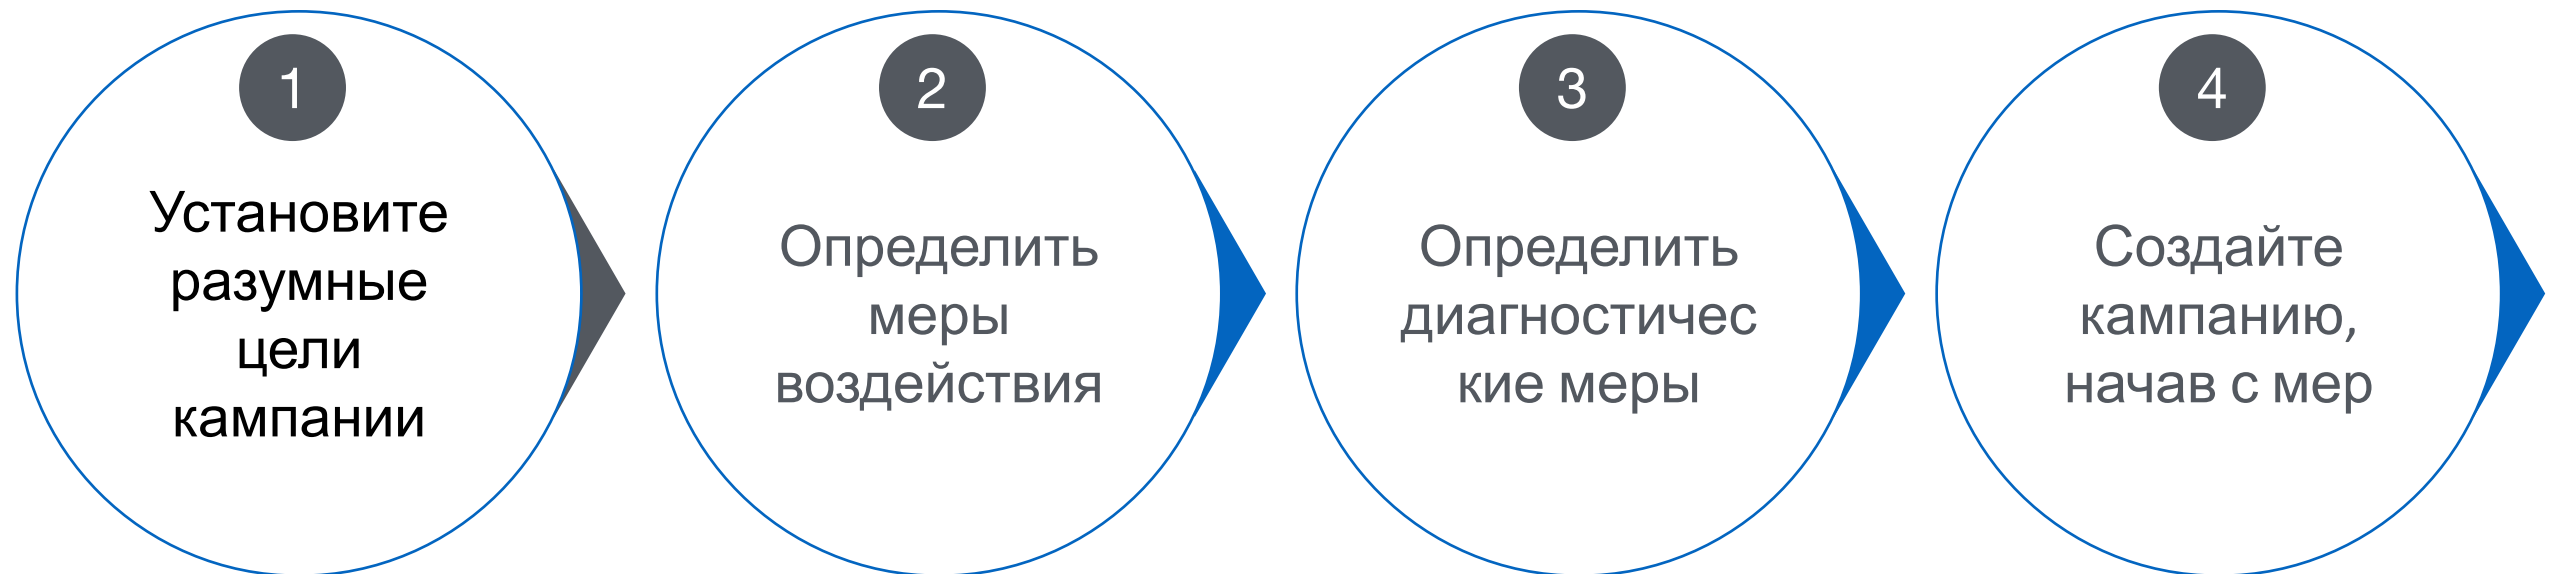 1
Установите
разумные
цели
кампании
2
Определить
меры
воздействия
3
Определить
диагностичес
кие меры
4
Создайте
кампанию,
начав с мер